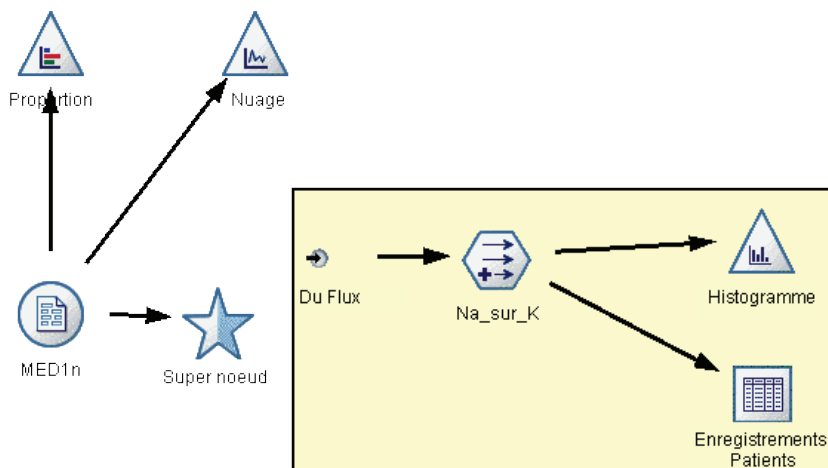 Proportion
Nuage
MED1n
Super noeud
Du Flux
Na_sur_K
Histogramme
Enregistrements
Patients